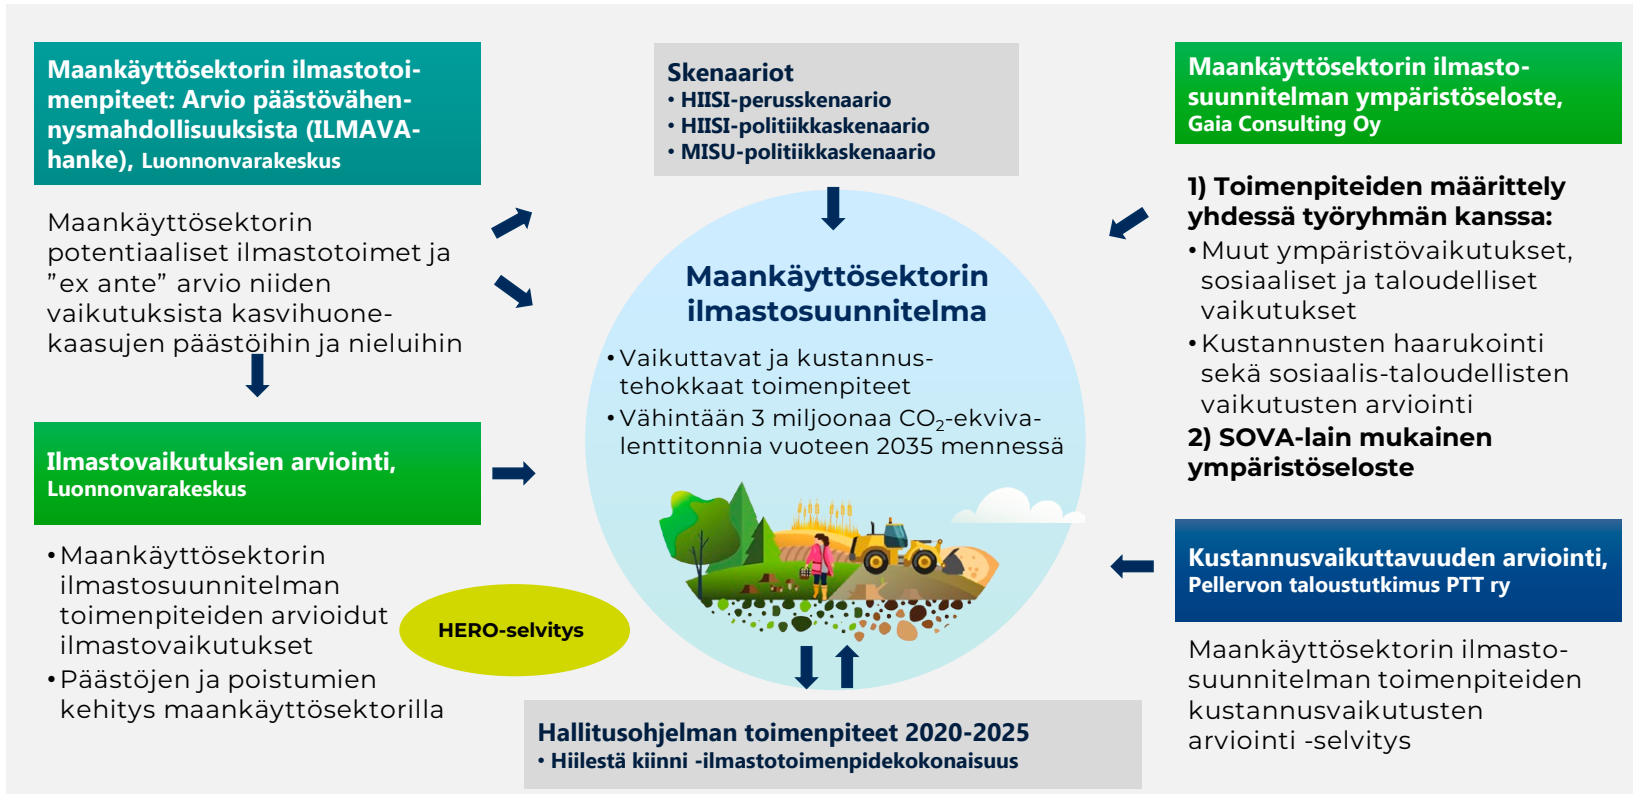 Maankäyttösektorin ilmastotoi-
menpiteet: Arvio päästövähen-
nysmahdollisuuksista (ILMAVA-
hanke), Luonnonvarakeskus
Maankäyttösektorin
potentiaaliset ilmastotoimet ja
”ex ante” arvio niiden
vaikutuksista kasvihuone-
kaasujen päästöihin ja nieluihin
Ilmastovaikutuksien arviointi,
Luonnonvarakeskus
• Maankäyttösektorin
ilmastosuunnitelman
toimenpiteiden arvioidut
ilmastovaikutukset
• Päästöjen ja poistumien
kehitys maankäyttösektorilla
HERO-selvitys
Skenaariot
• HIISI-perusskenaario
• HIISI-politiikkaskenaario
• MISU-politiikkaskenaario
Maankäyttösektorin
ilmastosuunnitelma
• Vaikuttavat ja kustannus-
tehokkaat toimenpiteet
• Vähintään 3 miljoonaa CO₂-ekviva-
lenttitonnia vuoteen 2035 mennessä
Hallitusohjelman toimenpiteet 2020-2025
• Hiilestä kiinni -ilmastotoimenpidekokonaisuus
Maankäyttösektorin ilmasto-
suunnitelman ympäristöseloste,
Gaia Consulting Oy
1) Toimenpiteiden määrittely
yhdessä työryhmän kanssa:
• Muut ympäristövaikutukset,
sosiaaliset ja taloudelliset
vaikutukset
• Kustannusten haarukointi
sekä sosiaalis-taloudellisten
vaikutusten arviointi
2) SOVA-lain mukainen
ympäristöseloste
Kustannusvaikuttavuuden arviointi,
Pellervon taloustutkimus PTT ry
Maankäyttösektorin ilmasto-
suunnitelman toimenpiteiden
kustannusvaikutusten
arviointi -selvitys